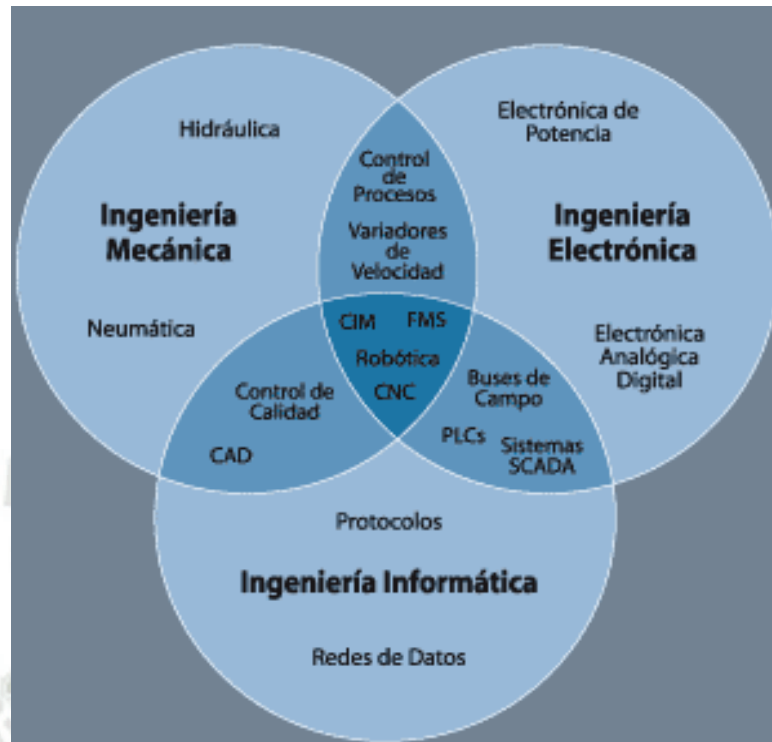 Hidráulica
Ingeniería
Mecánica
Neumática
Control
de
Procesos
Variadores
de
Velocidad
Electrónica de
Potencia
Ingeniería
Electrónica
Electrónica
Analógica
Digital
CIM FMS
Robótica
CNC
Control de
Calidad
CAD
Buses de
Campo
PLCs
Sistemas
SCADA
Protocolos
Ingeniería Informática
Redes de Datos